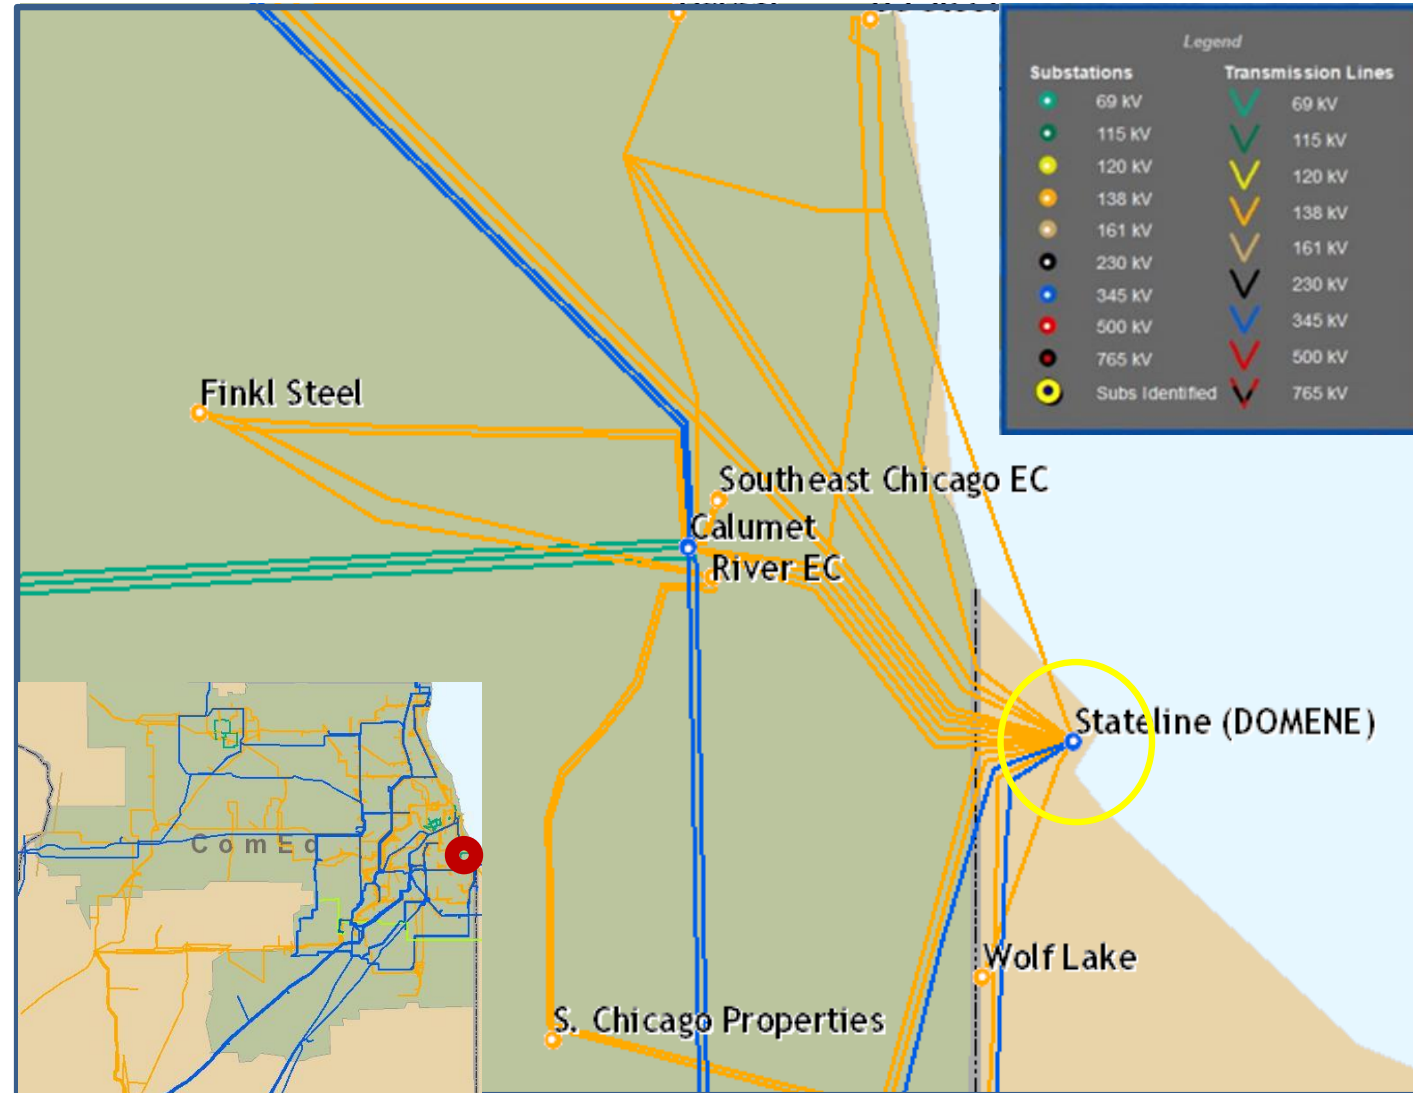 Legend
Substations
Transmission Lines
69 kV
69 kV
115 kV
115 kV
120 kV
120 kV
138 kV
138 kV
161 kV
161 kV
230 kV
230 kV
345 kV
345 kV
500 kV
500 kV
765 kV
765 kV
Subs Identified
Finkl Steel
Southeast Chicago EC
Calumet
River EC
Stateline (DOMENE)
ComEd
Wolf Lake
S. Chicago Properties